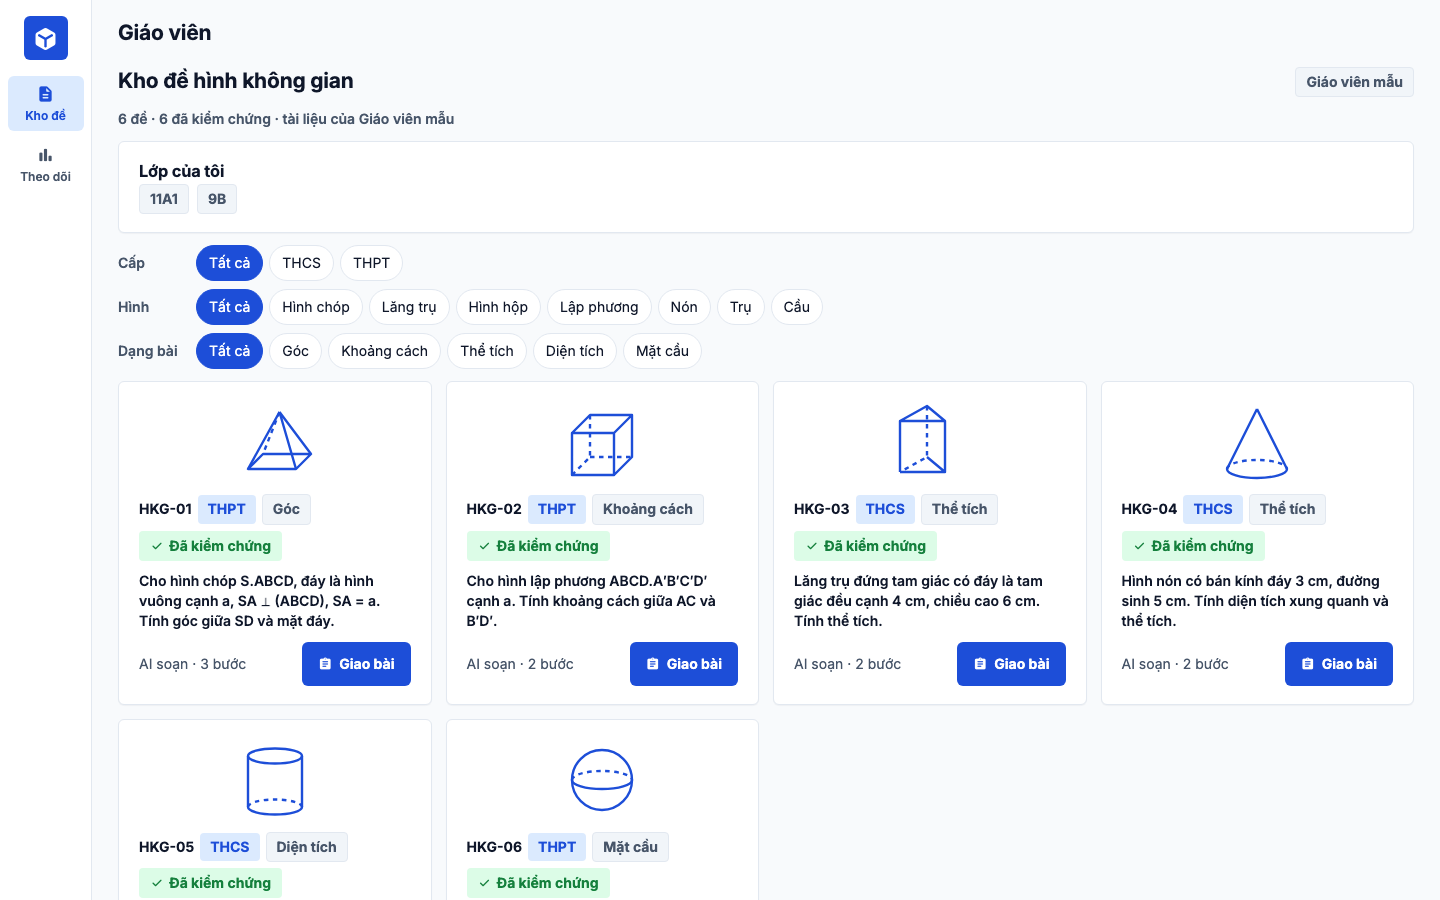 Giáo viên
Kho đề
Theo dõi
Kho đề hình không gian
Giáo viên mẫu
6 đề · 6 đã kiểm chứng · tài liệu của Giáo viên mẫu
Lớp của tôi
11A1 9B
Cấp Tất cả THCS THPT
Hình Tất cả Hình chóp Lăng trụ Hình hộp Lập phương Nón Trụ Cầu
Dạng bài Tất cả Góc Khoảng cách Thể tích Diện tích Mặt cầu
HKG-01 THPT Góc
Đã kiểm chứng
Cho hình chóp S.ABCD, đáy là hình
vuông cạnh a, SA ⊥ (ABCD), SA = a.
Tính góc giữa SD và mặt đáy.
AI soạn · 3 bước
Giao bài
HKG-02 THPT Khoảng cách
Đã kiểm chứng
Cho hình lập phương ABCD.A′B′C′D′
cạnh a. Tính khoảng cách giữa AC và
B′D′.
AI soạn · 2 bước
Giao bài
HKG-03 THCS Thể tích
Đã kiểm chứng
Lăng trụ đứng tam giác có đáy là tam
giác đều cạnh 4 cm, chiều cao 6 cm.
Tính thể tích.
AI soạn · 2 bước
Giao bài
HKG-04 THCS Thể tích
Đã kiểm chứng
Hình nón có bán kính đáy 3 cm, đường
sinh 5 cm. Tính diện tích xung quanh và
thể tích.
AI soạn · 2 bước
Giao bài
HKG-05 THCS Diện tích
Đã kiểm chứng
HKG-06 THPT Mặt cầu
Đã kiểm chứng